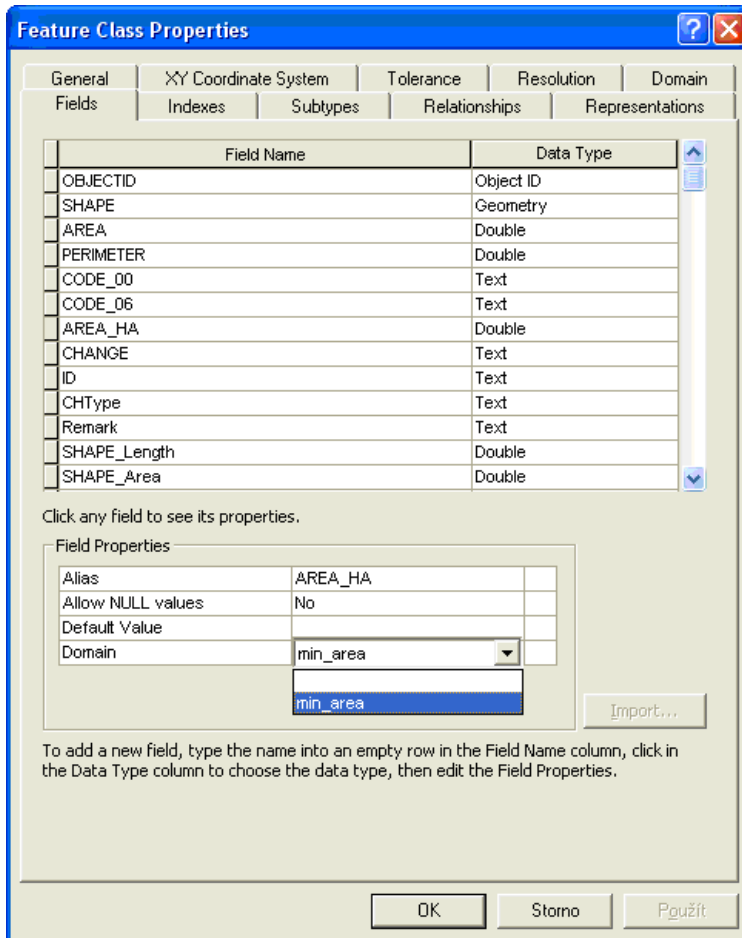 Feature Class Properties
General XY Coordinate System Tolerance Resolution Domain
Fields Indexes Subtypes Relationships Representations
Field Name Data Type
OBJECTID Object ID
SHAPE Geometry
AREA Double
PERIMETER Double
CODE_00 Text
CODE_06 Text
AREA_HA Double
CHANGE Text
ID Text
CHType Text
Remark Text
SHAPE_Length Double
SHAPE_Area Double
Click any field to see its properties.
Field Properties
Alias AREA_HA
Allow NULL values No
Default Value
Domain min_area
min_area
Import...
To add a new field, type the name into an empty row in the Field Name column, click in
the Data Type column to choose the data type, then edit the Field Properties.
OK Storno Použít